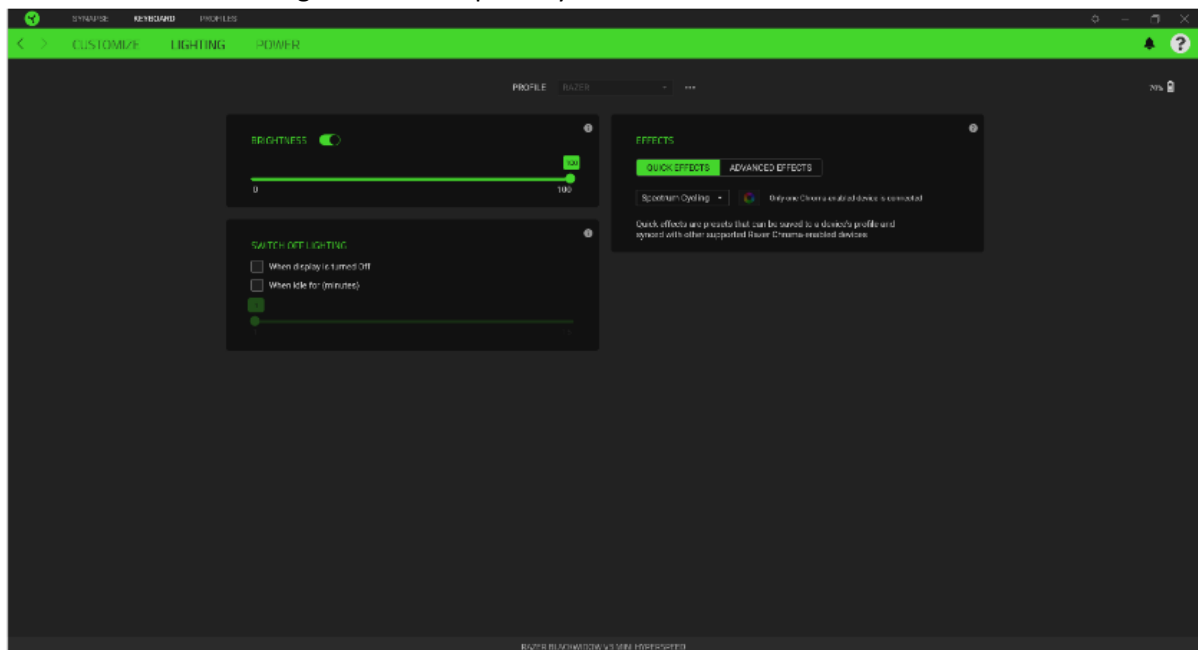 SYNAPSE KEYBOARD PROFILES
CUSTOMIZE LIGHTING POWER
PROFILE RAZER
70%
BRIGHTNESS
100
0 100
EFFECTS
QUICK EFFECTS ADVANCED EFFECTS
Spectrum Cycling Only one Chroma-enabled device is connected
Quick effects are presets that can be saved to a device's profile and
synced with other supported Razer Chroma-enabled devices
SWITCH OFF LIGHTING
When display is turned Off
When idle for (minutes)
RAZER BLACKWIDOW V3 MINI HYPERSPEED